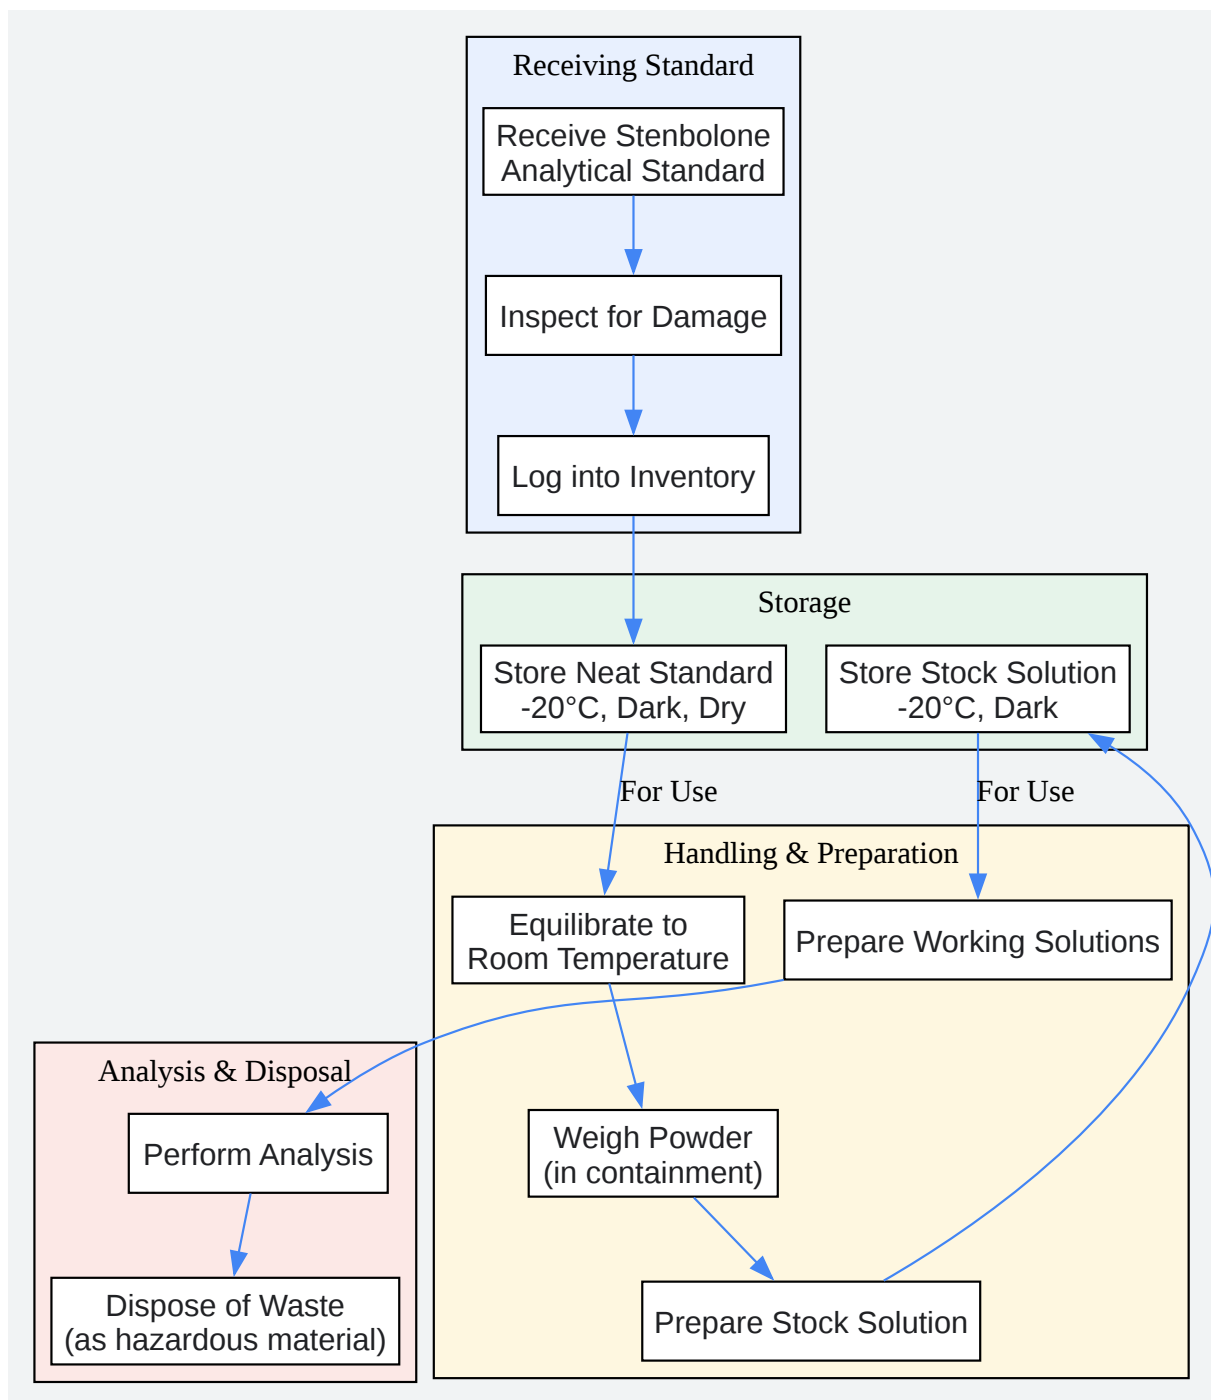 Receiving Standard
Receive Stenbolone
Analytical Standard
Inspect for Damage
Log into Inventory
Storage
Store Neat Standard
-20°C, Dark, Dry
Store Stock Solution
-20°C, Dark
For Use
For Use
Handling & Preparation
Equilibrate to
Room Temperature
Prepare Working Solutions
Analysis & Disposal
Perform Analysis
Weigh Powder
(in containment)
Dispose of Waste
(as hazardous material)
Prepare Stock Solution